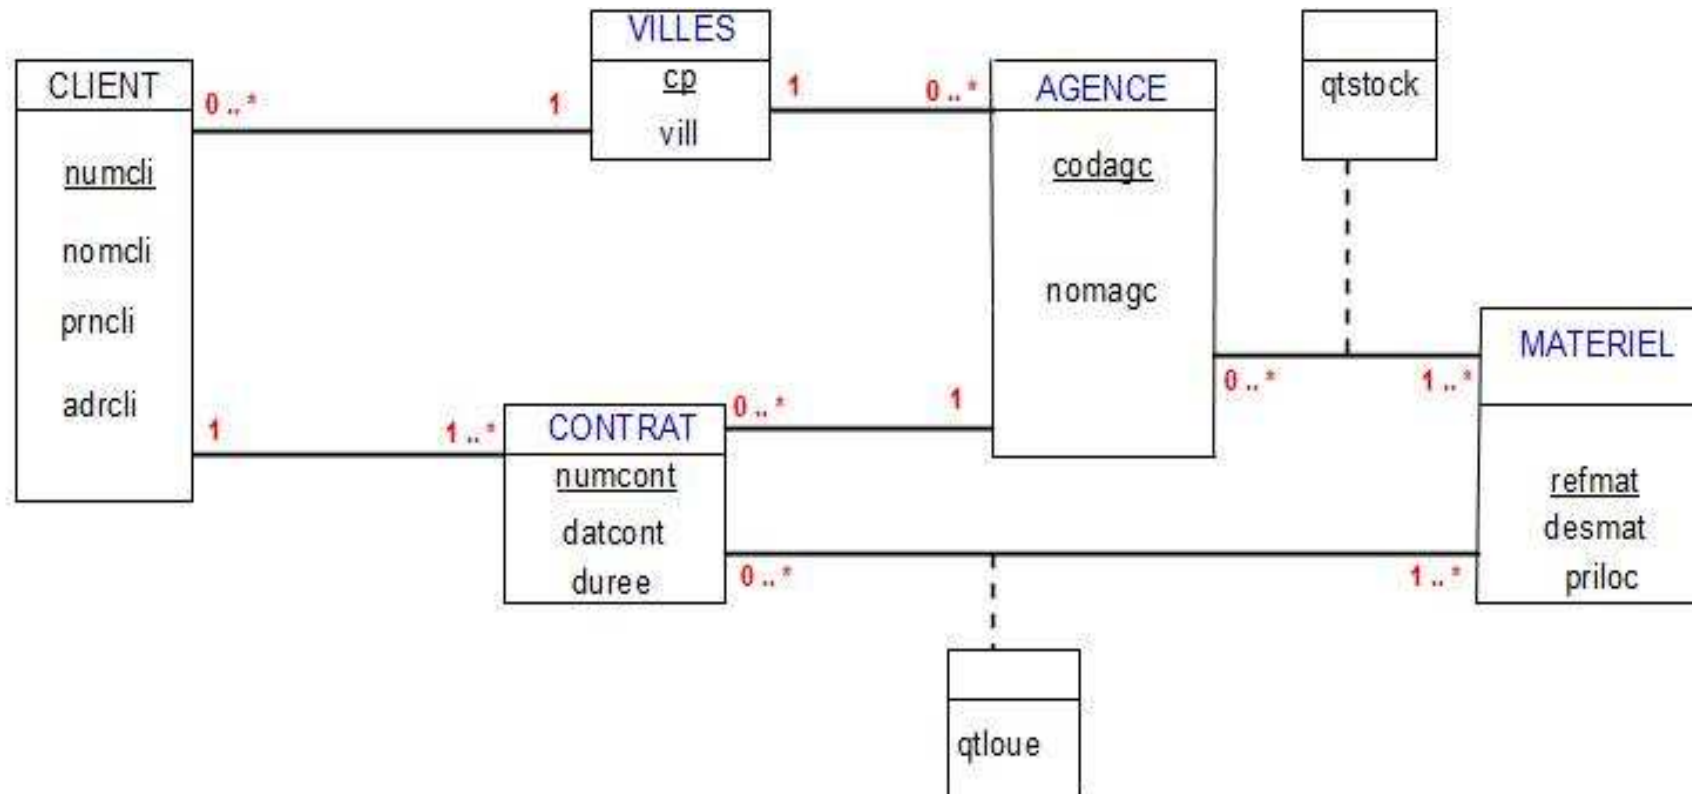 CLIENT
numcli
nomcli
prncli
adrcli
0 .. *
1
VILLES
cp
vill
1
0 .. *
AGENCE
codagc
nomagc
qtstock
0 .. *
1 .. *
MATERIEL
refmat
desmat
priloc
1
1 .. *
CONTRAT
numcont
datcont
duree
0 .. *
1
0 .. *
1 .. *
qtloue